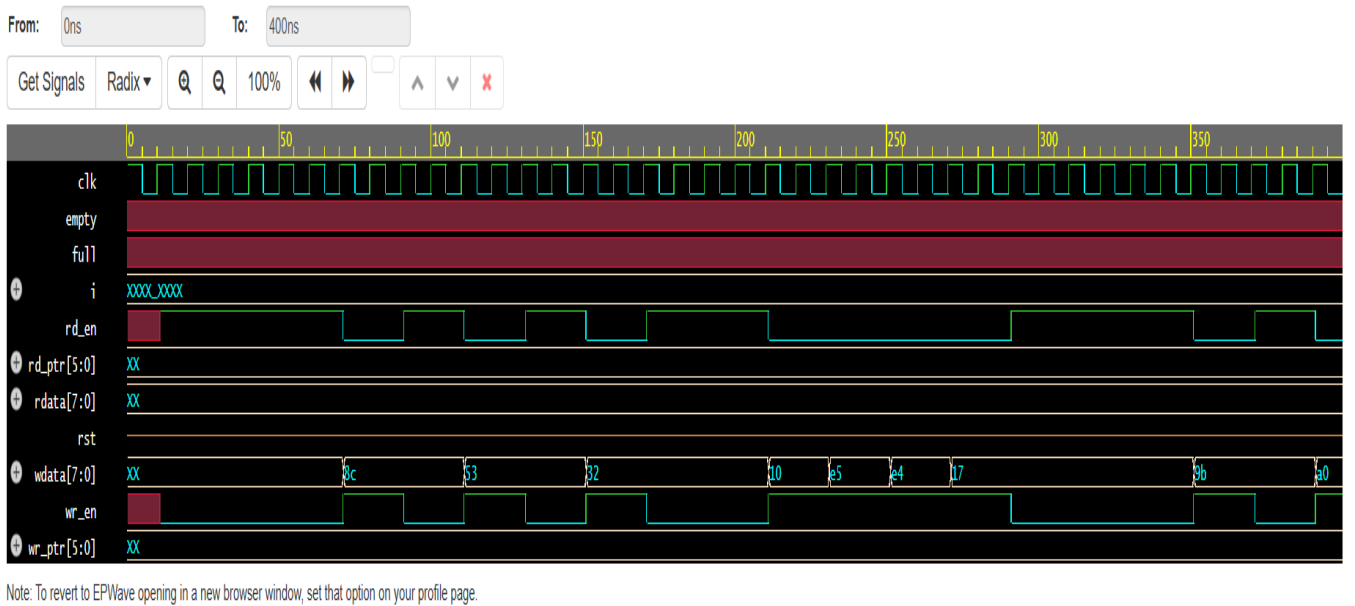 From: 0ns To: 400ns
Get Signals Radix▾ 100%
0 50 100 150 200 250 300 350
clk
empty
full
i XXXX_XXXX
rd_en
rd_ptr[5:0] XX
rdata[7:0] XX
rst
wdata[7:0] XX 8c 53 32 10 e5 e4 17 9b a0
wr_en
wr_ptr[5:0] XX
Note: To revert to EPWave opening in a new browser window, set that option on your profile page.